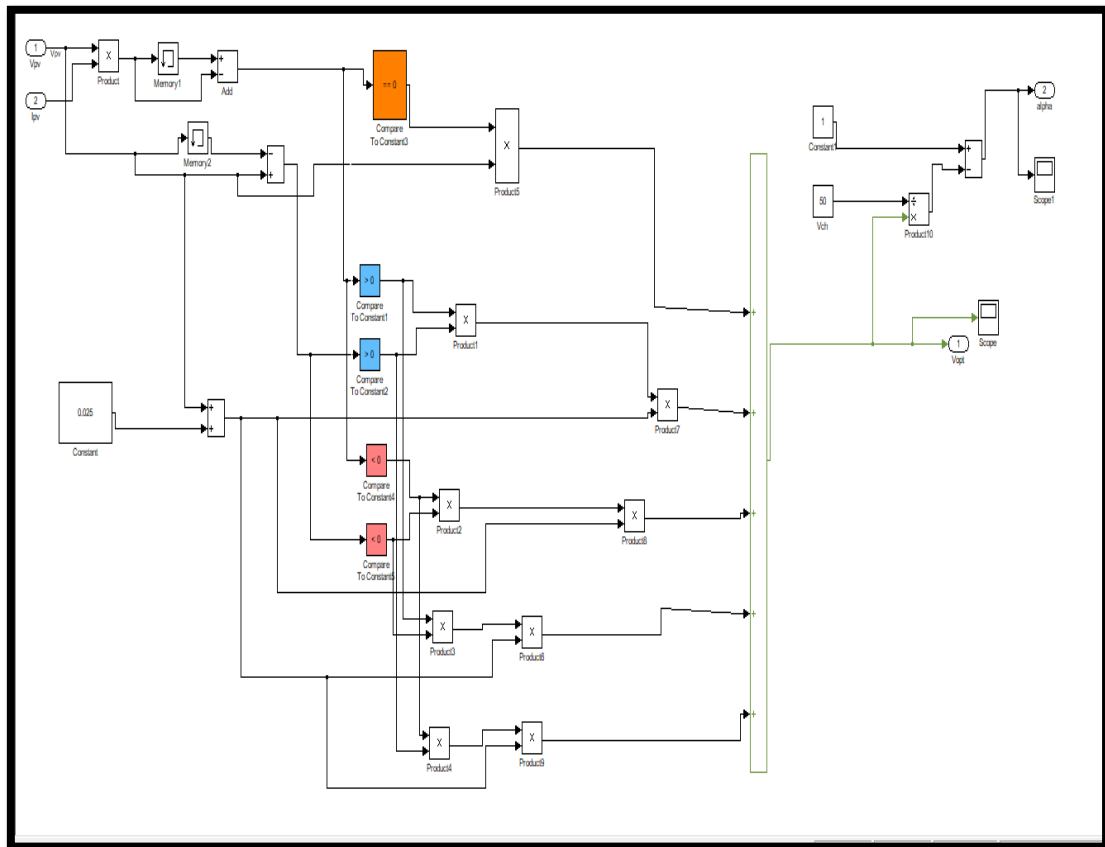 1
Vpv
Vpv
2
Ipv
X
Product
Memory1
+
−
Add
== 0
Compare
To Constant3
Memory2
−
+
X
Product5
> 0
Compare
To Constant1
> 0
Compare
To Constant2
X
Product1
0.025
Constant
+
+
X
Product7
< 0
Compare
To Constant4
< 0
Compare
To Constant5
X
Product2
X
Product8
X
Product3
X
Product6
X
Product4
X
Product9
+
+
+
+
+
1
Constant1
50
Vch
÷
×
Product10
+
−
2
alpha
Scope1
Scope
1
Vopt